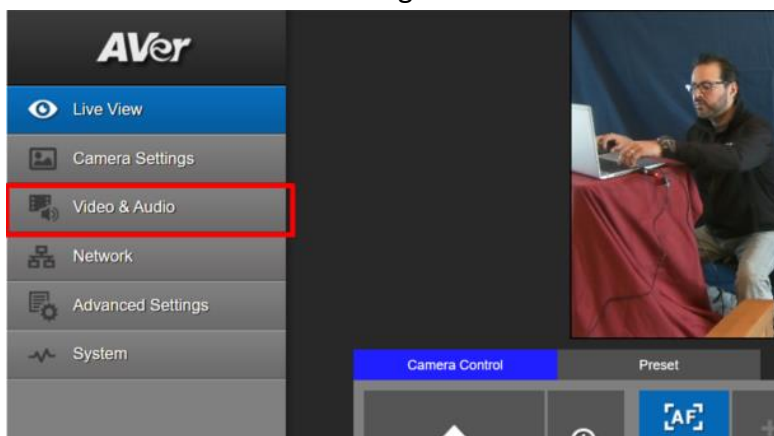 AVer
Live View
Camera Settings
Video & Audio
Network
Advanced Settings
System
Camera Control
Preset
AF